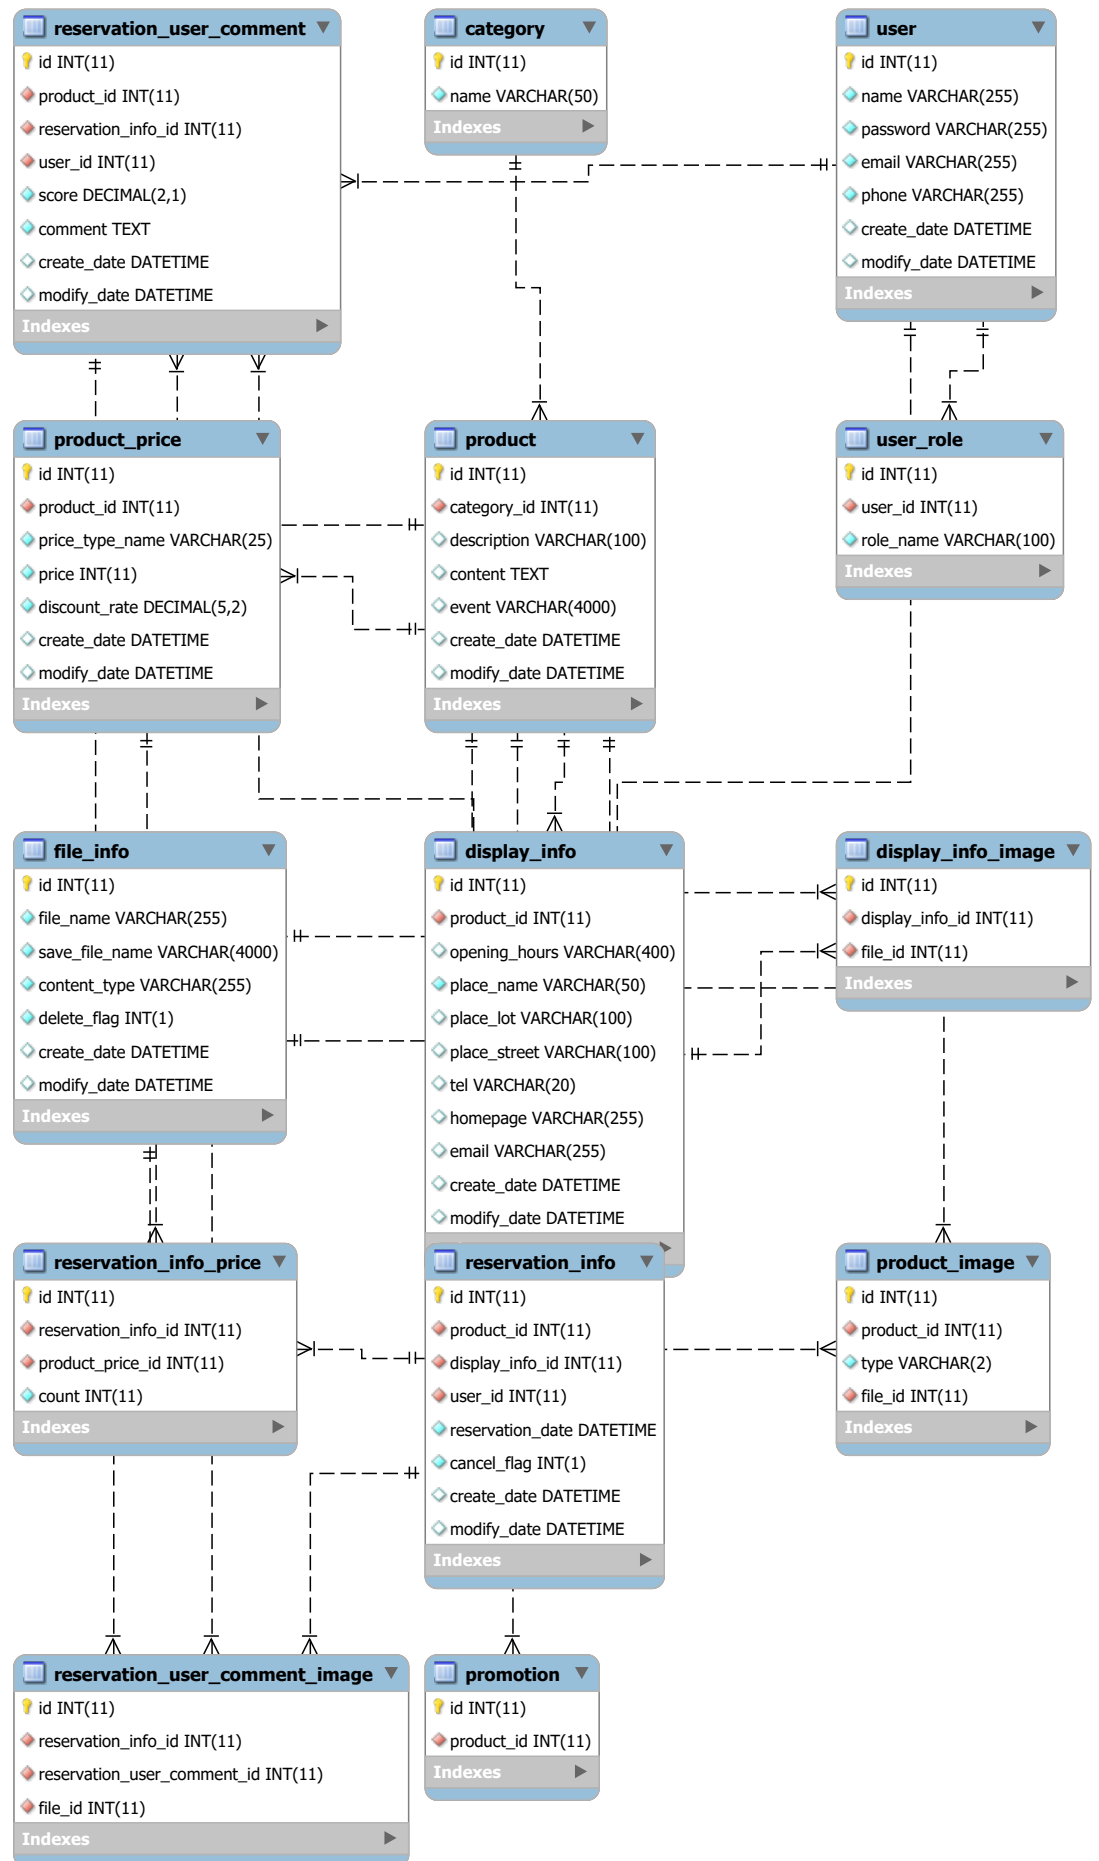 reservation_user_comment
id INT(11)
product_id INT(11)
reservation_info_id INT(11)
user_id INT(11)
score DECIMAL(2,1)
comment TEXT
create_date DATETIME
modify_date DATETIME
Indexes
category
id INT(11)
name VARCHAR(50)
Indexes
user
id INT(11)
name VARCHAR(255)
password VARCHAR(255)
email VARCHAR(255)
phone VARCHAR(255)
create_date DATETIME
modify_date DATETIME
Indexes
product_price
id INT(11)
product_id INT(11)
price_type_name VARCHAR(25)
price INT(11)
discount_rate DECIMAL(5,2)
create_date DATETIME
modify_date DATETIME
Indexes
product
id INT(11)
category_id INT(11)
description VARCHAR(100)
content TEXT
event VARCHAR(4000)
create_date DATETIME
modify_date DATETIME
Indexes
user_role
id INT(11)
user_id INT(11)
role_name VARCHAR(100)
Indexes
file_info
id INT(11)
file_name VARCHAR(255)
save_file_name VARCHAR(4000)
content_type VARCHAR(255)
delete_flag INT(1)
create_date DATETIME
modify_date DATETIME
Indexes
display_info
id INT(11)
product_id INT(11)
opening_hours VARCHAR(400)
place_name VARCHAR(50)
place_lot VARCHAR(100)
place_street VARCHAR(100)
tel VARCHAR(20)
homepage VARCHAR(255)
email VARCHAR(255)
create_date DATETIME
modify_date DATETIME
display_info_image
id INT(11)
display_info_id INT(11)
file_id INT(11)
Indexes
reservation_info_price
id INT(11)
reservation_info_id INT(11)
product_price_id INT(11)
count INT(11)
Indexes
reservation_info
id INT(11)
product_id INT(11)
display_info_id INT(11)
user_id INT(11)
reservation_date DATETIME
cancel_flag INT(1)
create_date DATETIME
modify_date DATETIME
Indexes
product_image
id INT(11)
product_id INT(11)
type VARCHAR(2)
file_id INT(11)
Indexes
reservation_user_comment_image
id INT(11)
reservation_info_id INT(11)
reservation_user_comment_id INT(11)
file_id INT(11)
Indexes
promotion
id INT(11)
product_id INT(11)
Indexes